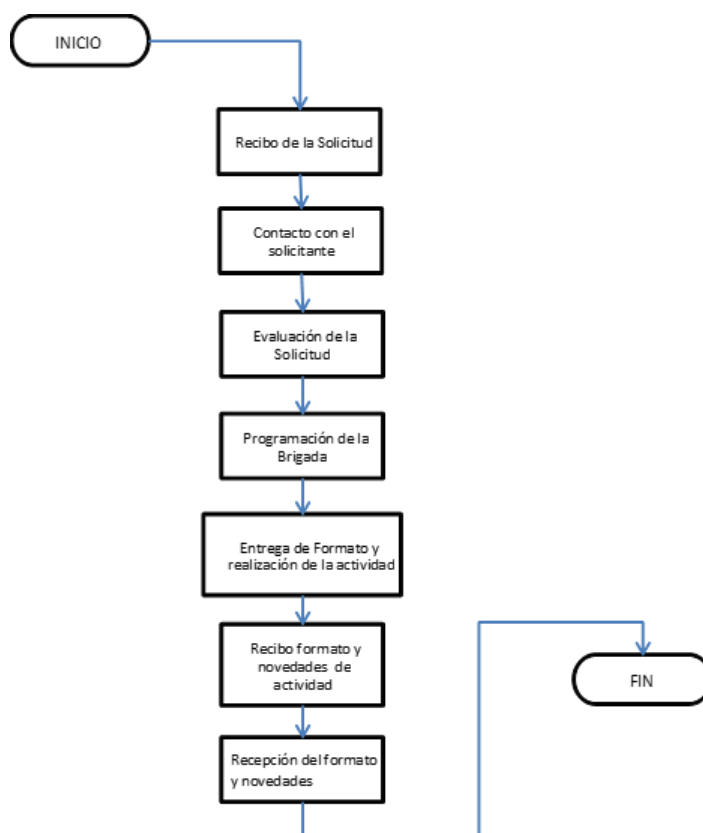 INICIO
Recibo de la Solicitud
Contacto con el
solicitante
Evaluación de la
Solicitud
Programación de la
Brigada
Entrega de Formato y
realización de la actividad
Recibo formato y
novedades de
actividad
Recepción del formato
y novedades
FIN